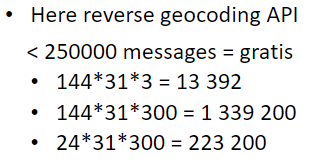 • Here reverse geocoding API
< 250000 messages = gratis
• 144*31*3 = 13 392
• 144*31*300 = 1 339 200
• 24*31*300 = 223 200